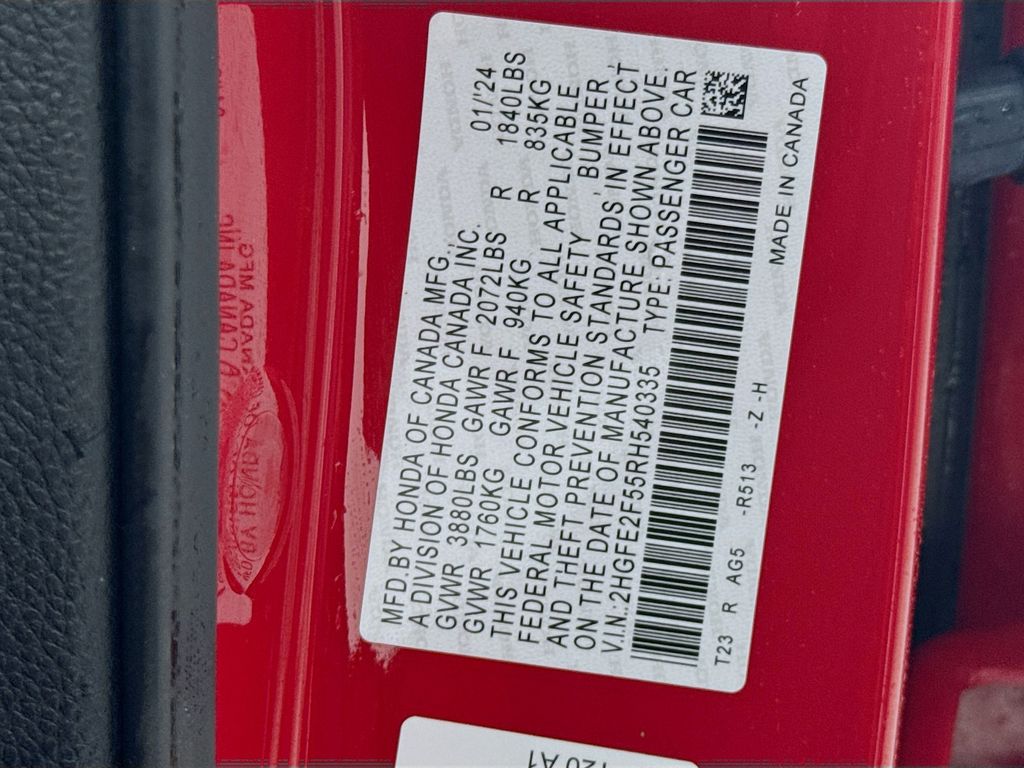 MFD.BY HONDA OF CANADA MFG.,
A DIVISION OF HONDA CANADA INC. 01/'24
GVWR 3880LBS GAWR F 2072LBS R 1840LBS
GVWR 1760KG GAWR F 940KG R 835KG
THIS VEHICLE CONFORMS TO ALL APPLICABLE
FEDERAL MOTOR VEHICLE SAFETY , BUMPER ,
AND THEFT PREVENTION STANDARDS IN EFFECT
ON THE DATE OF MANUFACTURE SHOWN ABOVE.
V.I.N.:2HGFE2F55RH540335 TYPE: PASSENGER CAR
T23 R AG5 -R513 -Z -H
MADE IN CANADA
A1